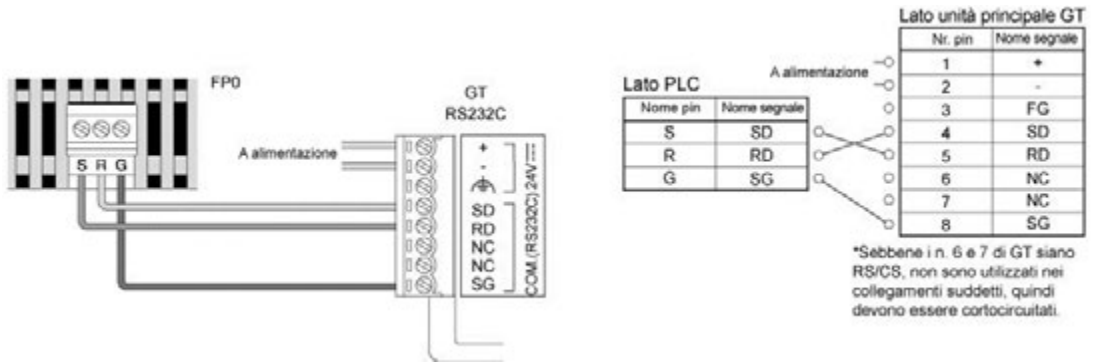 FP0
S R G
A alimentazione
GT
RS232C
+
-
SD
RD
NC
NC
SG
24V
COM.(RS232C)
Lato PLC
Nome pin Nome segnale
S SD
R RD
G SG
A alimentazione
Lato unità principale GT
Nr. pin Nome segnale
1 +
2 -
3 FG
4 SD
5 RD
6 NC
7 NC
8 SG
*Sebbene i n. 6 e 7 di GT siano
RS/CS, non sono utilizzati nei
collegamenti suddetti, quindi
devono essere cortocircuitati.